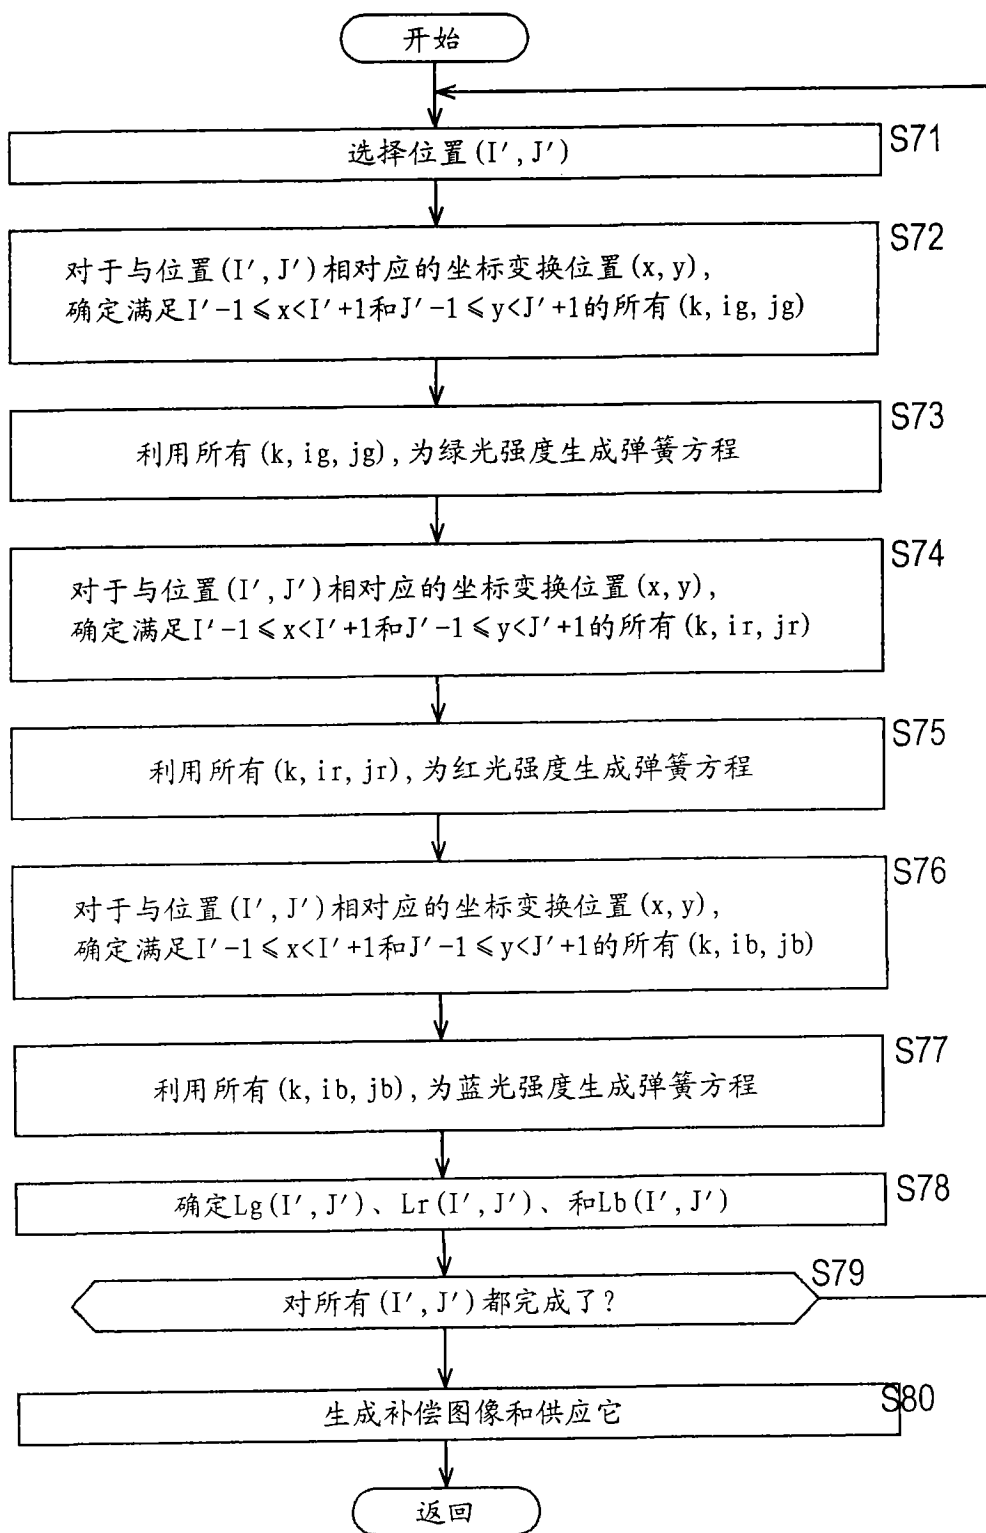 开始
选择位置(I′,J′)
S71
S72
对于与位置(I′,J′)相对应的坐标变换位置(x,y),
确定满足I′-1≤x<I′+1和J′-1≤y<J′+1的所有(k,ig,jg)
S73
利用所有(k,ig,jg),为绿光强度生成弹簧方程
S74
对于与位置(I′,J′)相对应的坐标变换位置(x,y),
确定满足I′-1≤x<I′+1和J′-1≤y<J′+1的所有(k,ir,jr)
S75
利用所有(k,ir,jr),为红光强度生成弹簧方程
S76
对于与位置(I′,J′)相对应的坐标变换位置(x,y),
确定满足I′-1≤x<I′+1和J′-1≤y<J′+1的所有(k,ib,jb)
S77
利用所有(k,ib,jb),为蓝光强度生成弹簧方程
S78
确定Lg(I′,J′)、Lr(I′,J′)、和Lb(I′,J′)
S79
对所有(I′,J′)都完成了?
S80
生成补偿图像和供应它
返回